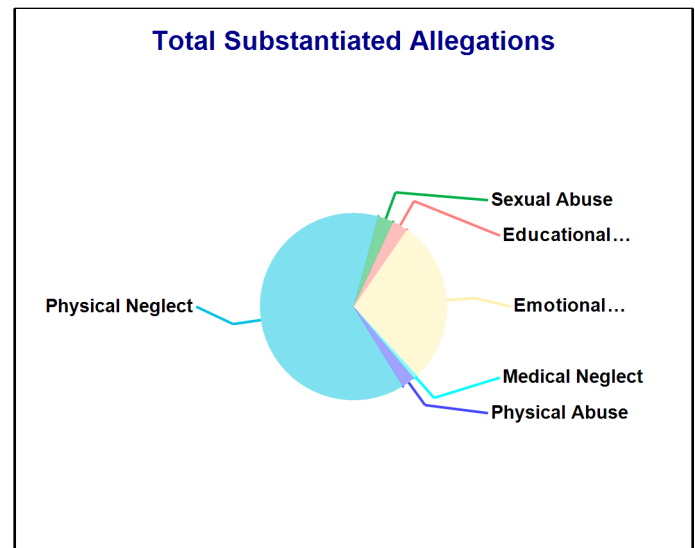 Total Substantiated Allegations
Sexual Abuse
Educational…
Physical Neglect
Emotional…
Medical Neglect
Physical Abuse